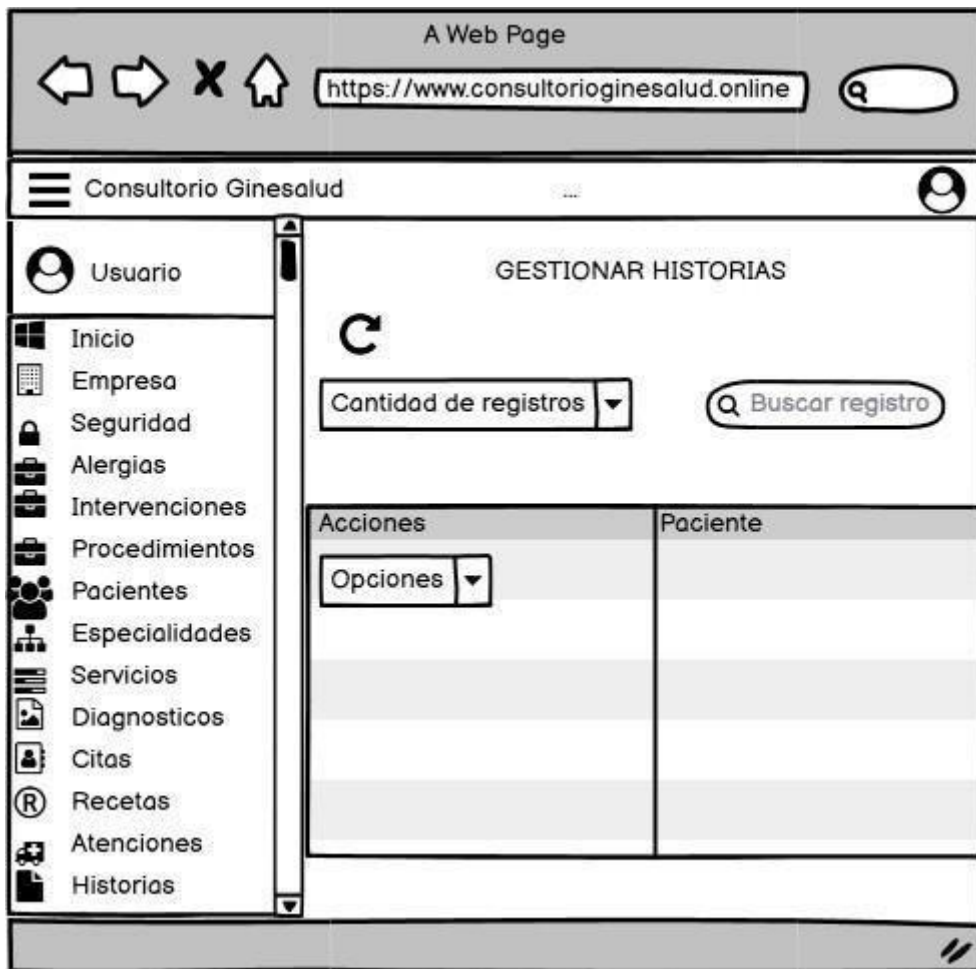 A Web Page
https://www.consultorioginesalud.online
Consultorio Ginesalud ...
Usuario
Inicio
Empresa
Seguridad
Alergias
Intervenciones
Procedimientos
Pacientes
Especialidades
Servicios
Diagnosticos
Citas
® Recetas
Atenciones
Historias
GESTIONAR HISTORIAS
Cantidad de registros
Buscar registro
Acciones Paciente
Opciones